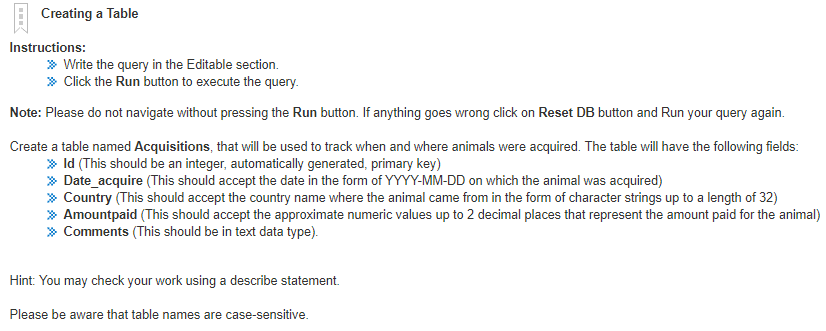 Creating a Table
Instructions:
Write the query in the Editable section.
Click the Run button to execute the query.
Note: Please do not navigate without pressing the Run button. If anything goes wrong click on Reset DB button and Run your query again.
Create a table named Acquisitions, that will be used to track when and where animals were acquired. The table will have the following fields:
Id (This should be an integer, automatically generated, primary key)
Date_acquire (This should accept the date in the form of YYYY-MM-DD on which the animal was acquired)
Country (This should accept the country name where the animal came from in the form of character strings up to a length of 32)
Amountpaid (This should accept the approximate numeric values up to 2 decimal places that represent the amount paid for the animal)
Comments (This should be in text data type).
Hint: You may check your work using a describe statement.
Please be aware that table names are case-sensitive.